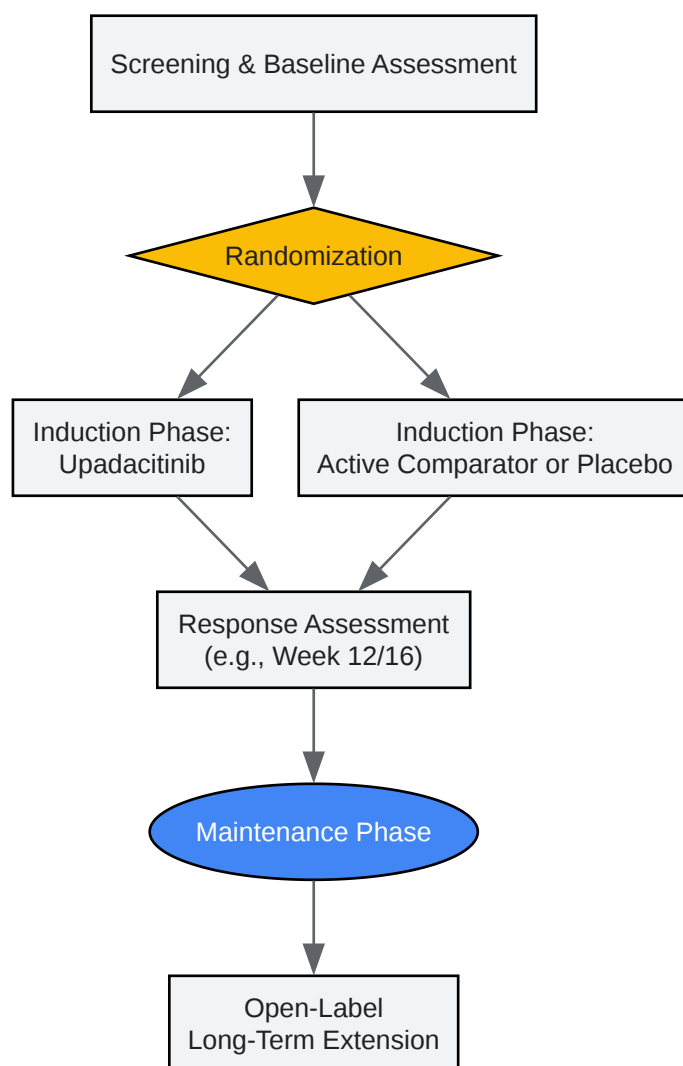 Screening & Baseline Assessment
Randomization
Induction Phase:
Upadacitinib
Induction Phase:
Active Comparator or Placebo
Response Assessment
(e.g., Week 12/16)
Maintenance Phase
Open-Label
Long-Term Extension